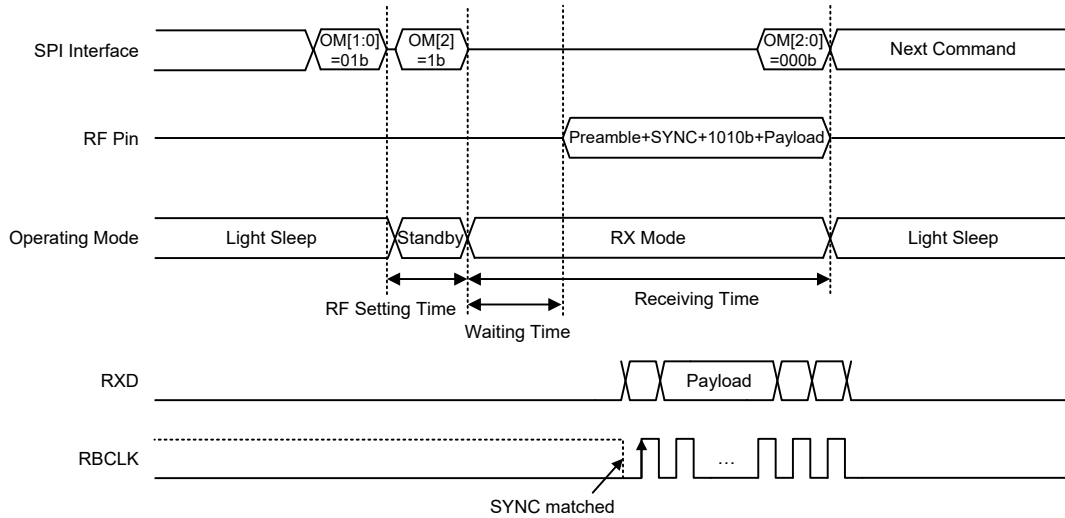 SPI Interface
OM[1:0]
=01b
OM[2]
=1b
OM[2:0]
=000b
Next Command
RF Pin
Preamble+SYNC+1010b+Payload
Operating Mode
Light Sleep
Standby
RX Mode
Light Sleep
RF Setting Time
Receiving Time
Waiting Time
RXD
Payload
RBCLK
...
SYNC matched